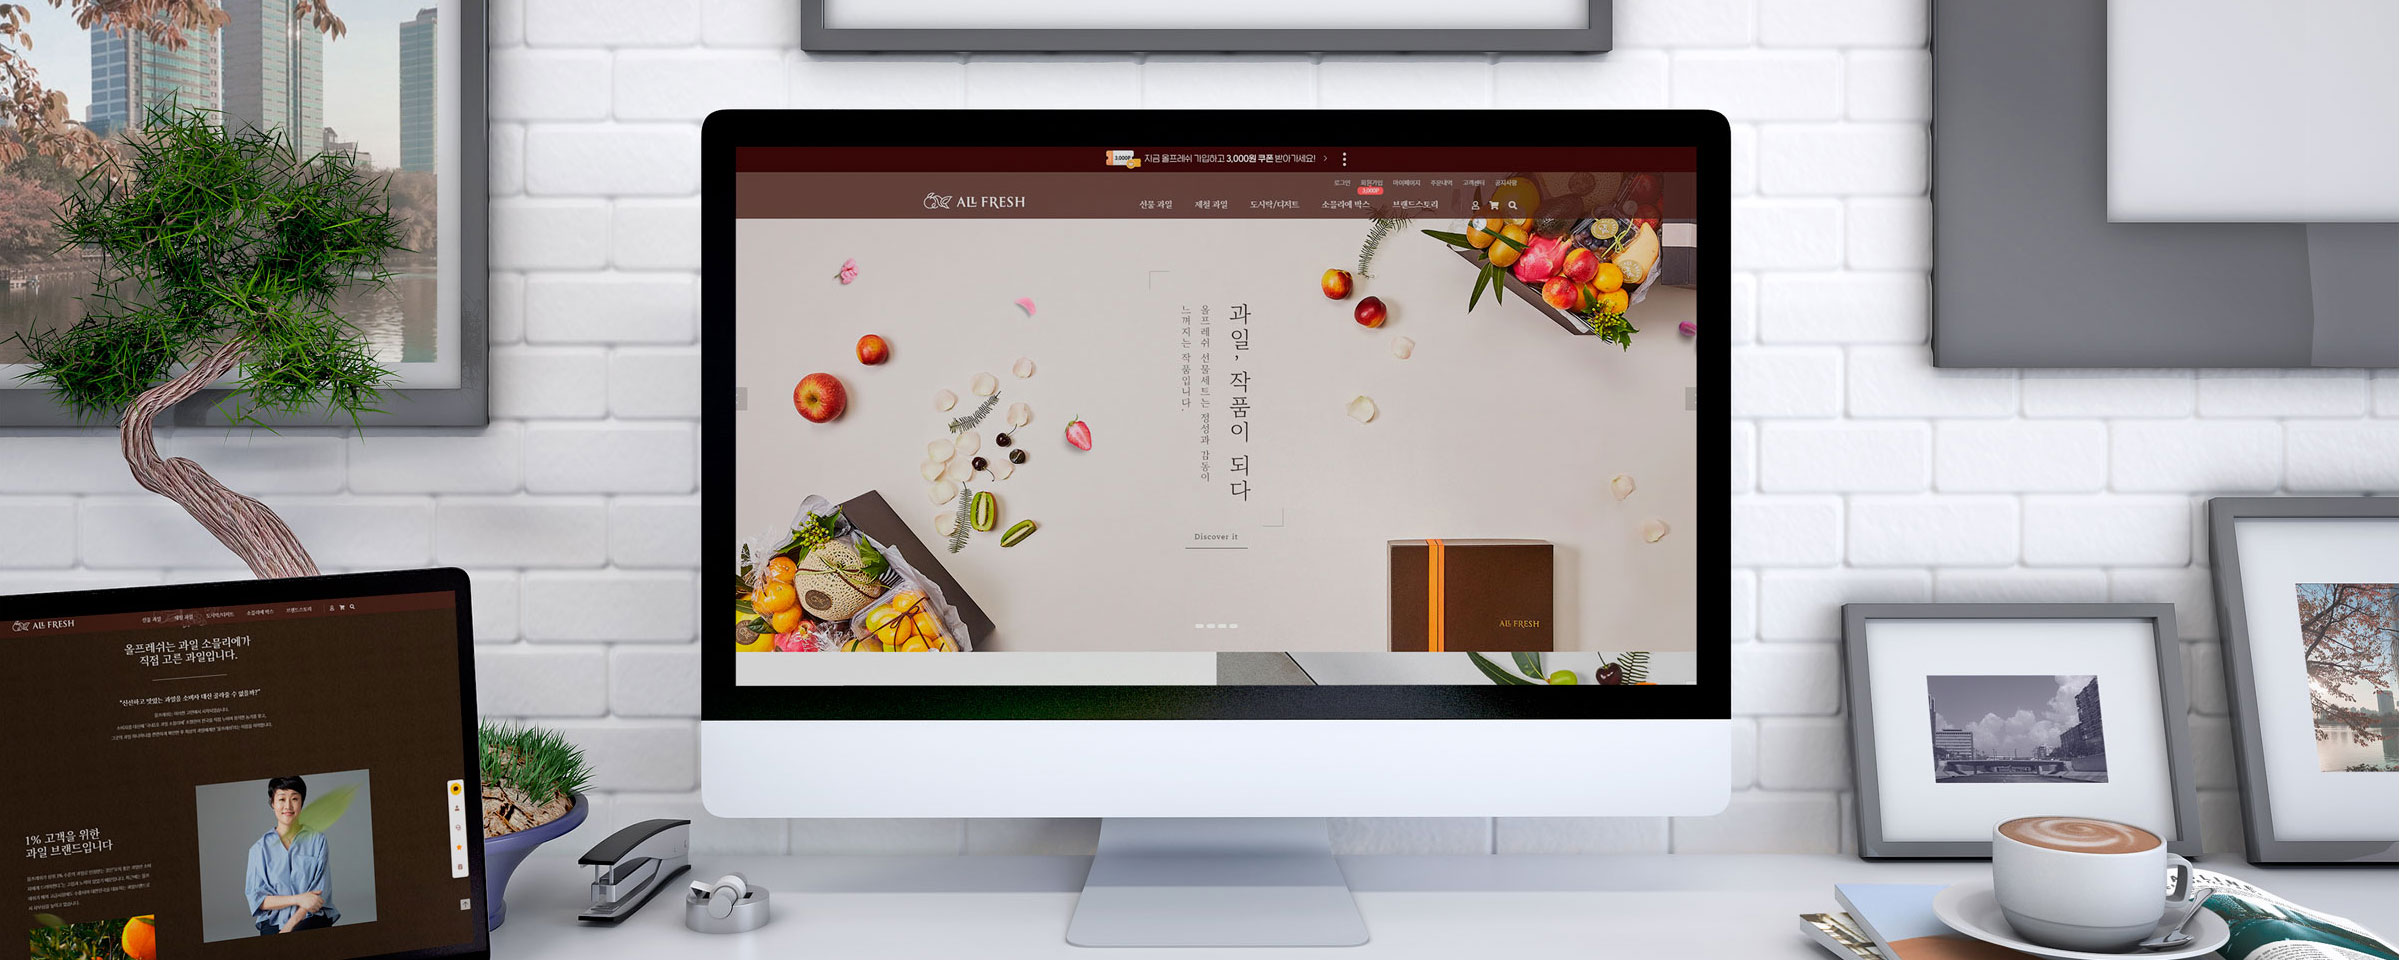 3,000P 지금 올프레쉬 가입하고 3,000원 쿠폰 받아가세요!
로그인 회원가입 마이페이지 주문내역 고객센터 공지사항
3,000P
ALL FRESH
선물 과일 제철 과일 도시락/디저트 소믈리에 박스 브랜드스토리
과일, 작품이 되다
올프레쉬 선물세트는 정성과 감동이
느껴지는 작품입니다.
Discover it
ALL FRESH
ALL FRESH
선물 과일 제철 과일 도시락/디저트 소믈리에 박스 브랜드스토리
올프레쉬는 과일 소믈리에가
직접 고른 과일입니다.
"신선하고 맛있는 과일을 소비자 대신 골라줄 수 없을까?"
1% 고객을 위한
과일 브랜드입니다